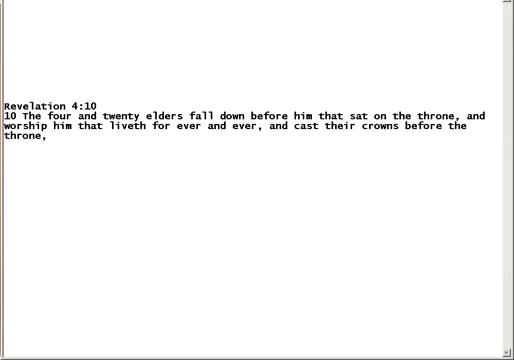 Revelation 4:10
10 The four and twenty elders fall down before him that sat on the throne, and
worship him that liveth for ever and ever, and cast their crowns before the
throne,